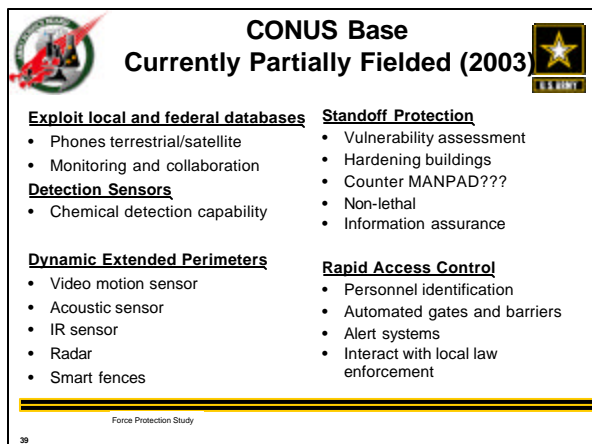 CONUS Base
Currently Partially Fielded (2003)
U.S. ARMY
Exploit local and federal databases
• Phones terrestrial/satellite
• Monitoring and collaboration
Detection Sensors
• Chemical detection capability
Dynamic Extended Perimeters
• Video motion sensor
• Acoustic sensor
• IR sensor
• Radar
• Smart fences
Standoff Protection
• Vulnerability assessment
• Hardening buildings
• Counter MANPAD???
• Non-lethal
• Information assurance
Rapid Access Control
• Personnel identification
• Automated gates and barriers
• Alert systems
• Interact with local law
enforcement
Force Protection Study
39